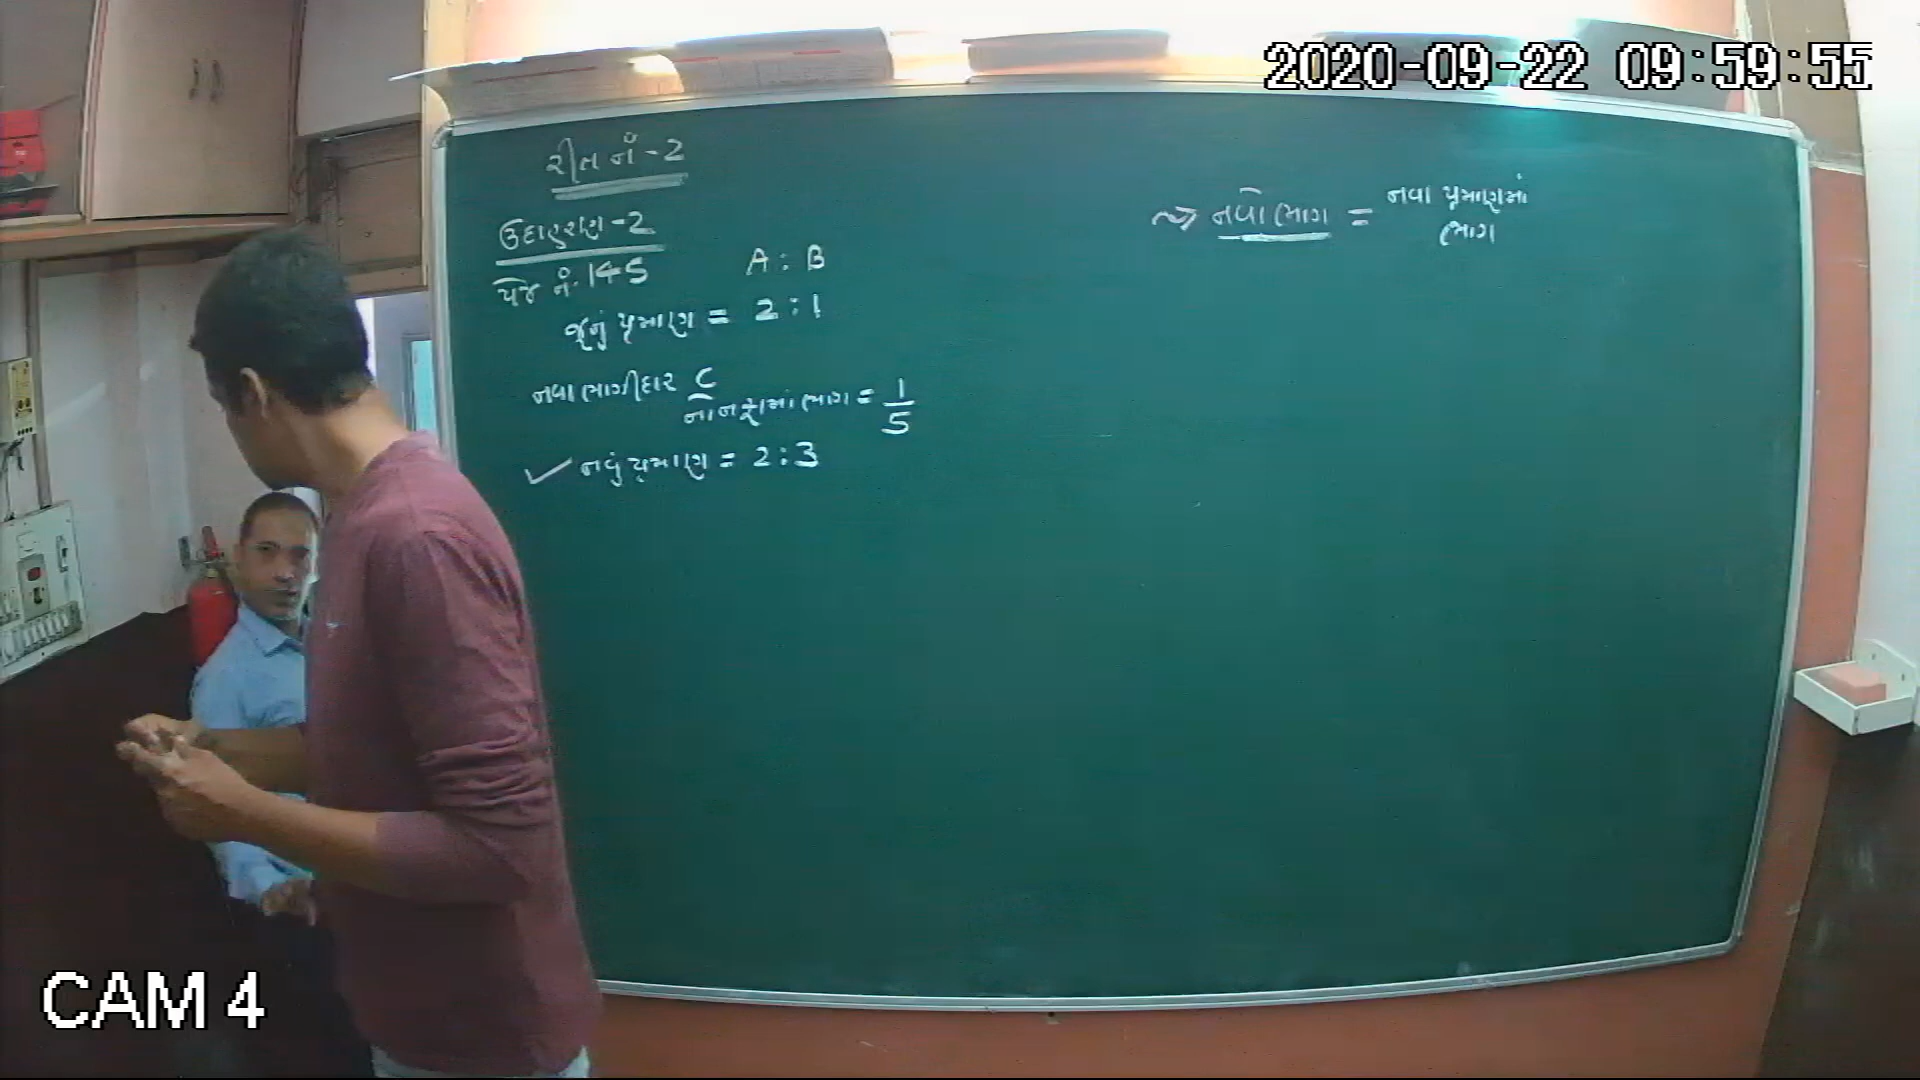 2020-09-22 09:59:55
રીત નં - 2
ઉદાહરણ - 2
પેજ નં. 145
A : B
જૂનું પ્રમાણ = 2 : 1
નવા ભાગીદાર C નો નફામાં ભાગ = 1/5
✓ નવું પ્રમાણ = 2 : 3
નવો ભાગ = નવા પ્રમાણમાં
ભાગ
CAM 4